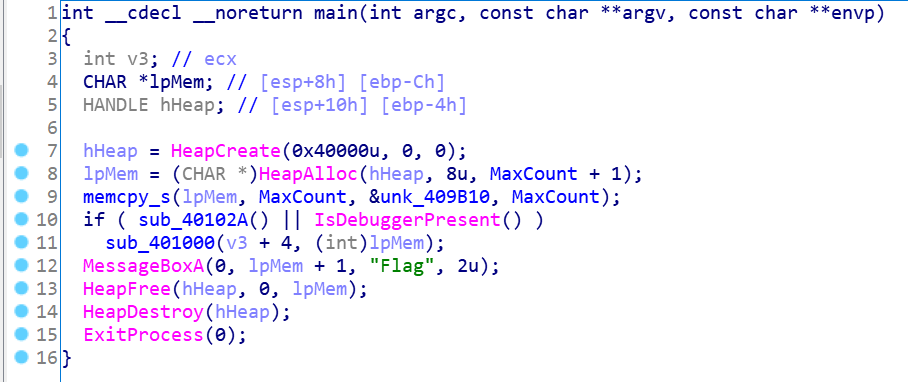 1 int __cdecl __noreturn main(int argc, const char **argv, const char **envp)
2 {
3   int v3; // ecx
4   CHAR *lpMem; // [esp+8h] [ebp-Ch]
5   HANDLE hHeap; // [esp+10h] [ebp-4h]
6
7   hHeap = HeapCreate(0x40000u, 0, 0);
8   lpMem = (CHAR *)HeapAlloc(hHeap, 8u, MaxCount + 1);
9   memcpy_s(lpMem, MaxCount, &unk_409B10, MaxCount);
10   if ( sub_40102A() || IsDebuggerPresent() )
11     sub_401000(v3 + 4, (int)lpMem);
12   MessageBoxA(0, lpMem + 1, "Flag", 2u);
13   HeapFree(hHeap, 0, lpMem);
14   HeapDestroy(hHeap);
15   ExitProcess(0);
16 }